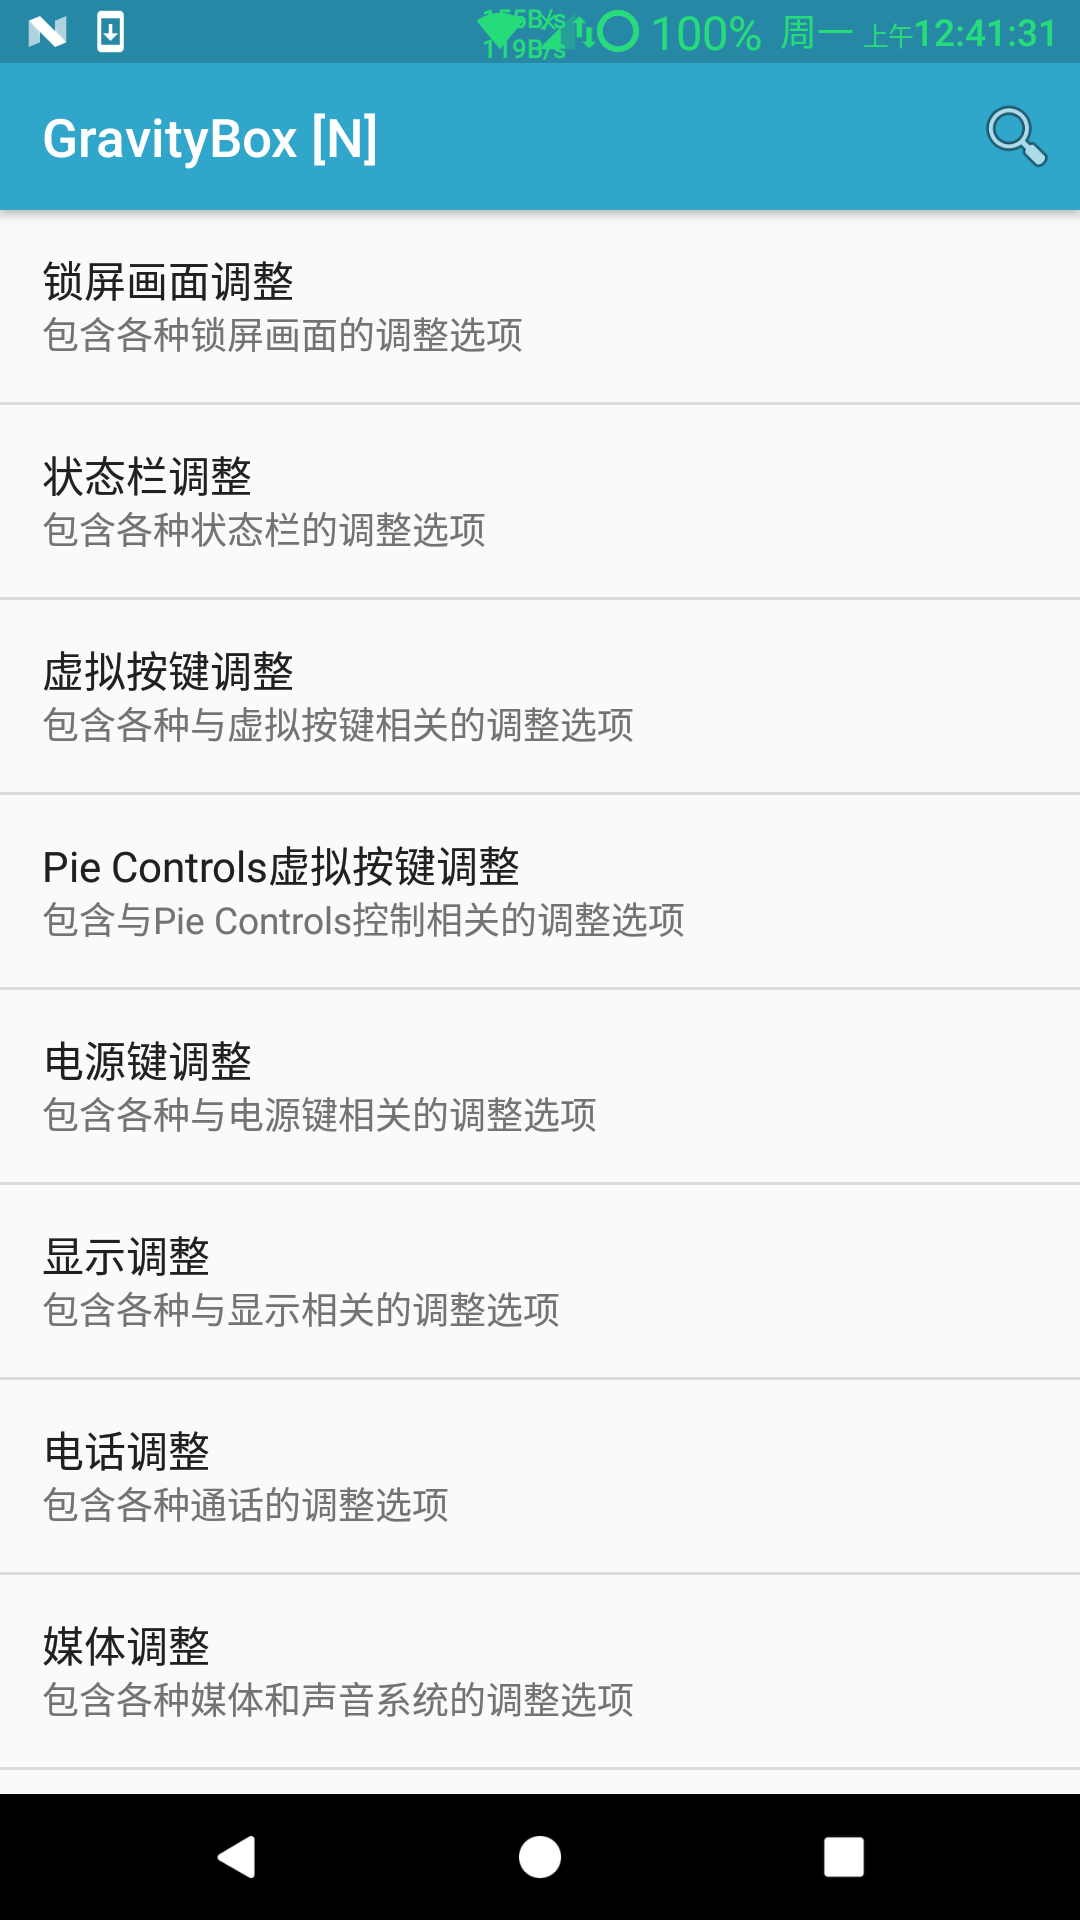 155B/s
119B/s
100% 周一 上午12:41:31
GravityBox [N]
锁屏画面调整
包含各种锁屏画面的调整选项
状态栏调整
包含各种状态栏的调整选项
虚拟按键调整
包含各种与虚拟按键相关的调整选项
Pie Controls虚拟按键调整
包含与Pie Controls控制相关的调整选项
电源键调整
包含各种与电源键相关的调整选项
显示调整
包含各种与显示相关的调整选项
电话调整
包含各种通话的调整选项
媒体调整
包含各种媒体和声音系统的调整选项